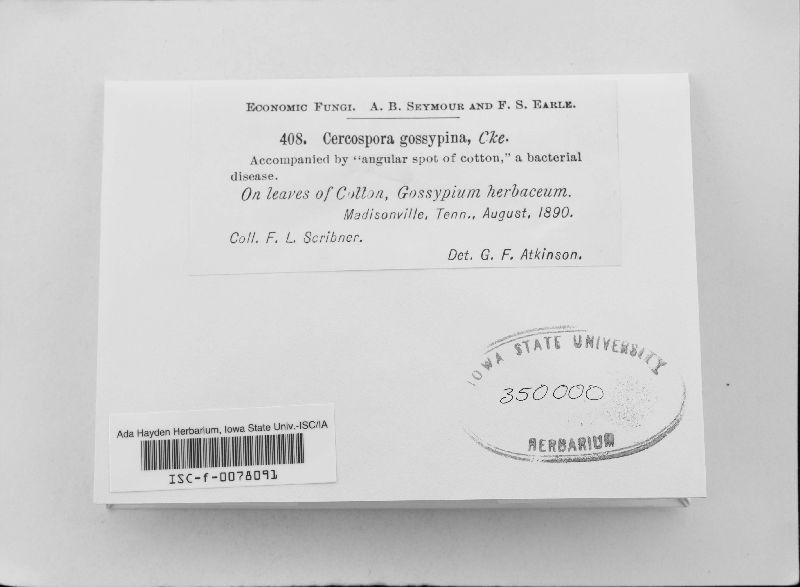 Economic Fungi. A. B. Seymour and F. S. Earle.
408. Cercospora gossypina, Cke.
Accompanied by "angular spot of cotton," a bacterial
disease.
On leaves of Cotton, Gossypium herbaceum.
Madisonville, Tenn., August, 1890.
Coll. F. L. Scribner.
Det. G. F. Atkinson.
IOWA STATE UNIVERSITY
350000
HERBARIUM
Ada Hayden Herbarium, Iowa State Univ.-ISC/IA
ISC-f-0078091